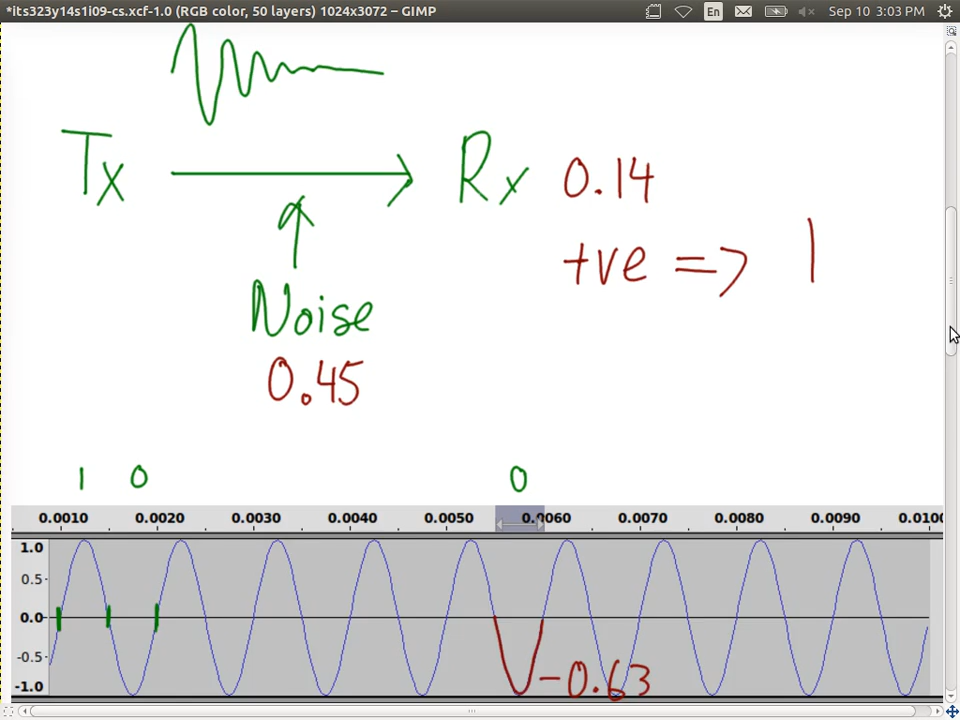 *its323y14s1i09-cs.xcf-1.0 (RGB color, 50 layers) 1024x3072 – GIMP En Sep 10 3:03 PM
Tx Rx 0.14
+ve => 1
Noise
0.45
1 0 0
0.0010 0.0020 0.0030 0.0040 0.0050 0.0060 0.0070 0.0080 0.0090 0.0100
1.0
0.5
0.0
-0.5
-1.0
-0.63